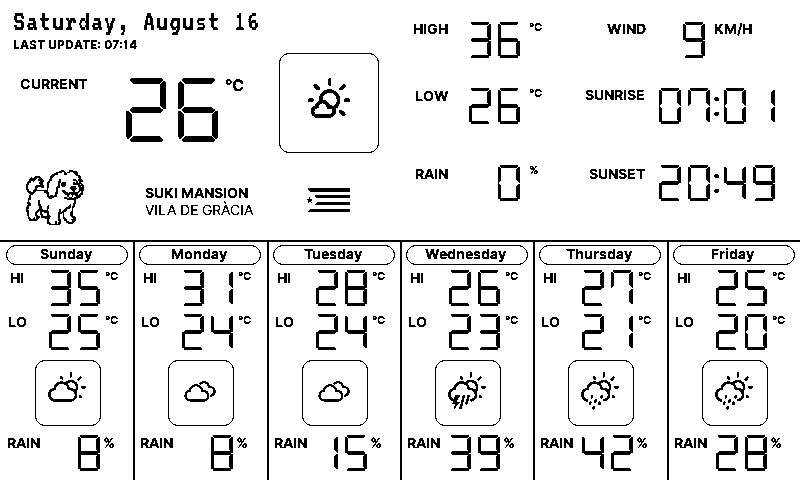 Saturday, August 16
LAST UPDATE: 07:14
CURRENT 26 °C
SUKI MANSION
VILA DE GRÀCIA
HIGH 36 °C
LOW 26 °C
RAIN 0 %
WIND 9 KM/H
SUNRISE 07:01
SUNSET 20:49
Sunday
HI 35 °C
LO 25 °C
RAIN 8 %
Monday
HI 31 °C
LO 24 °C
RAIN 8 %
Tuesday
HI 28 °C
LO 24 °C
RAIN 15 %
Wednesday
HI 26 °C
LO 23 °C
RAIN 39 %
Thursday
HI 27 °C
LO 21 °C
RAIN 42 %
Friday
HI 25 °C
LO 20 °C
RAIN 28 %